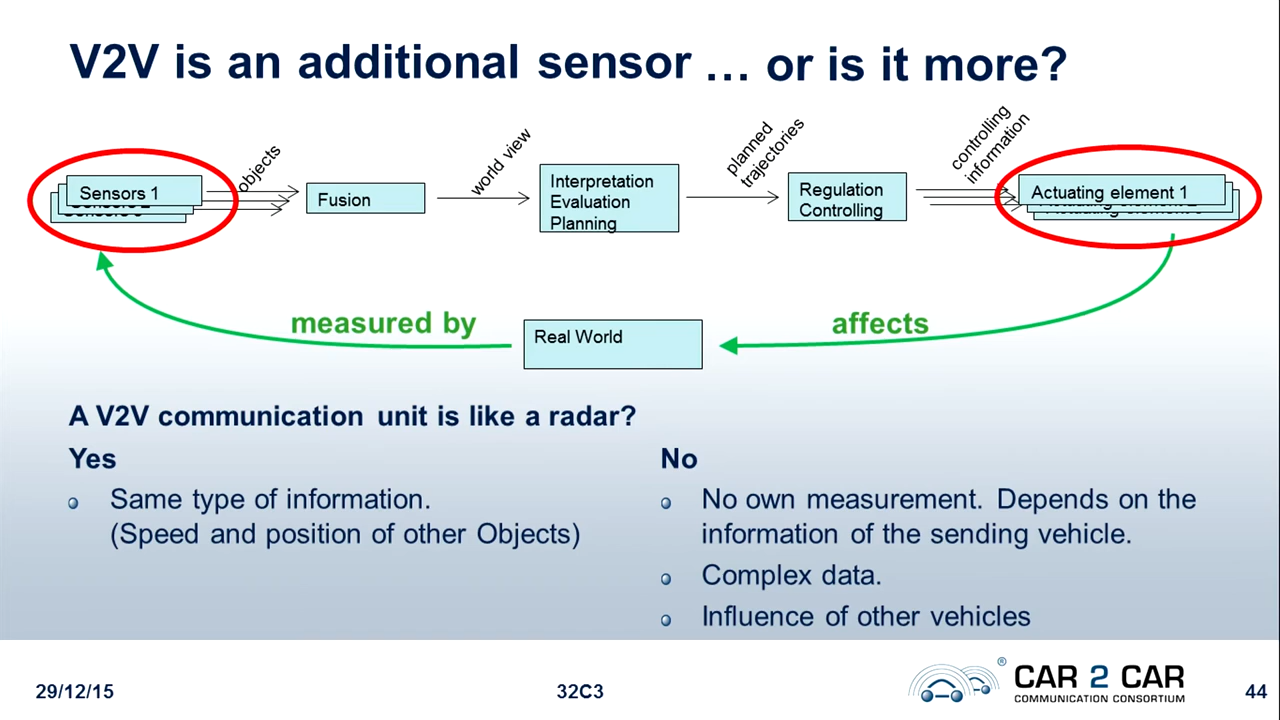 V2V is an additional sensor … or is it more?
objects
world view
planned
trajectories
controlling
information
Sensors 1
Fusion
Interpretation
Evaluation
Planning
Regulation
Controlling
Actuating element 1
measured by
Real World
affects
A V2V communication unit is like a radar?
Yes
Same type of information.
(Speed and position of other Objects)
No
No own measurement. Depends on the
information of the sending vehicle.
Complex data.
Influence of other vehicles
29/12/15
32C3
® CAR 2 CAR
COMMUNICATION CONSORTIUM
44